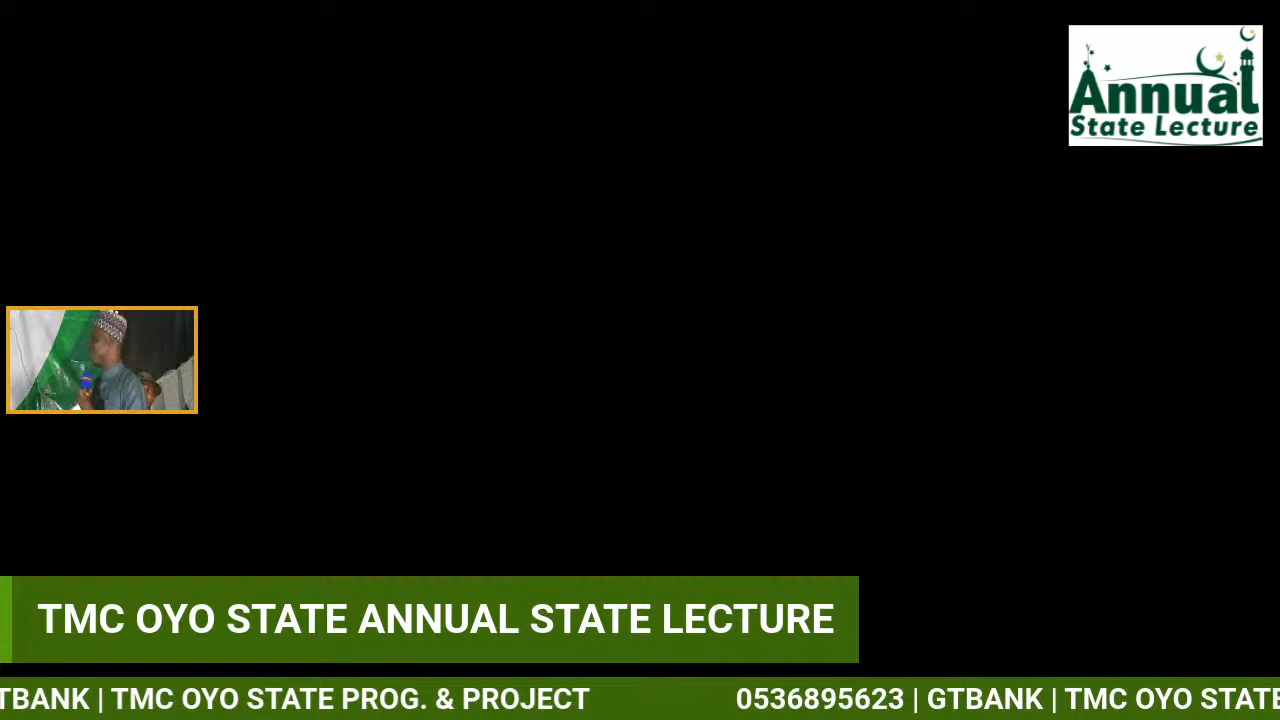 Annual
State Lecture
TMC OYO STATE ANNUAL STATE LECTURE
TBANK | TMC OYO STATE PROG. & PROJECT 0536895623 | GTBANK | TMC OYO STATE